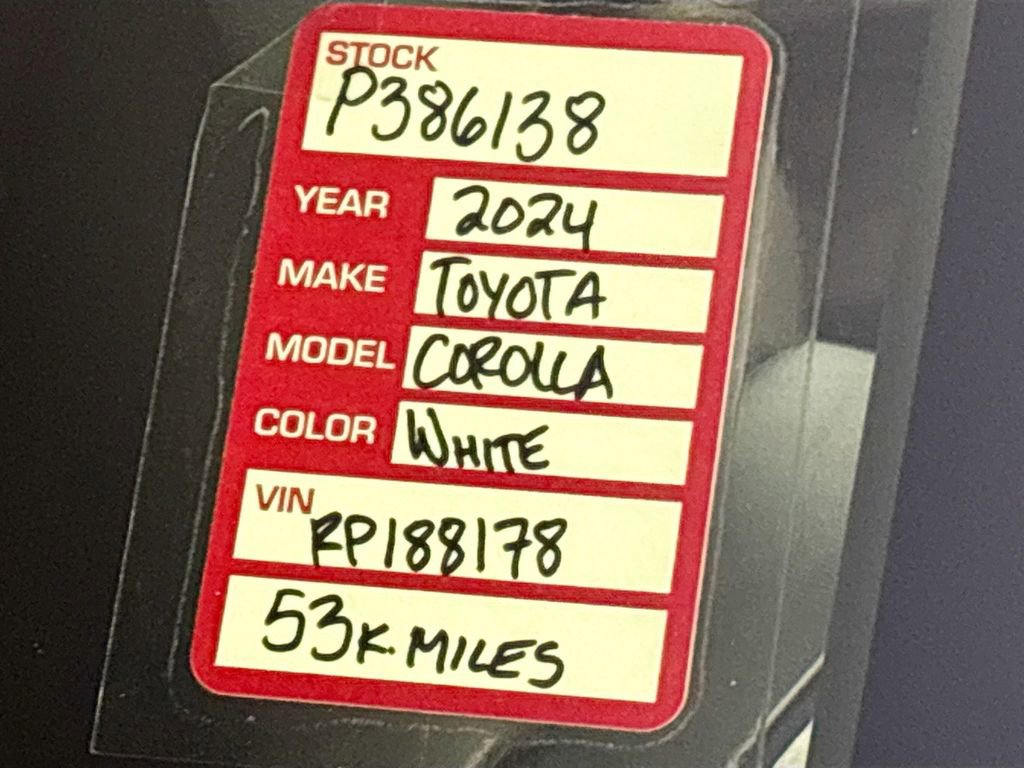 STOCK
P386138
YEAR 2024
MAKE TOYOTA
MODEL COROLLA
COLOR WHITE
VIN
RP188178
53K MILES